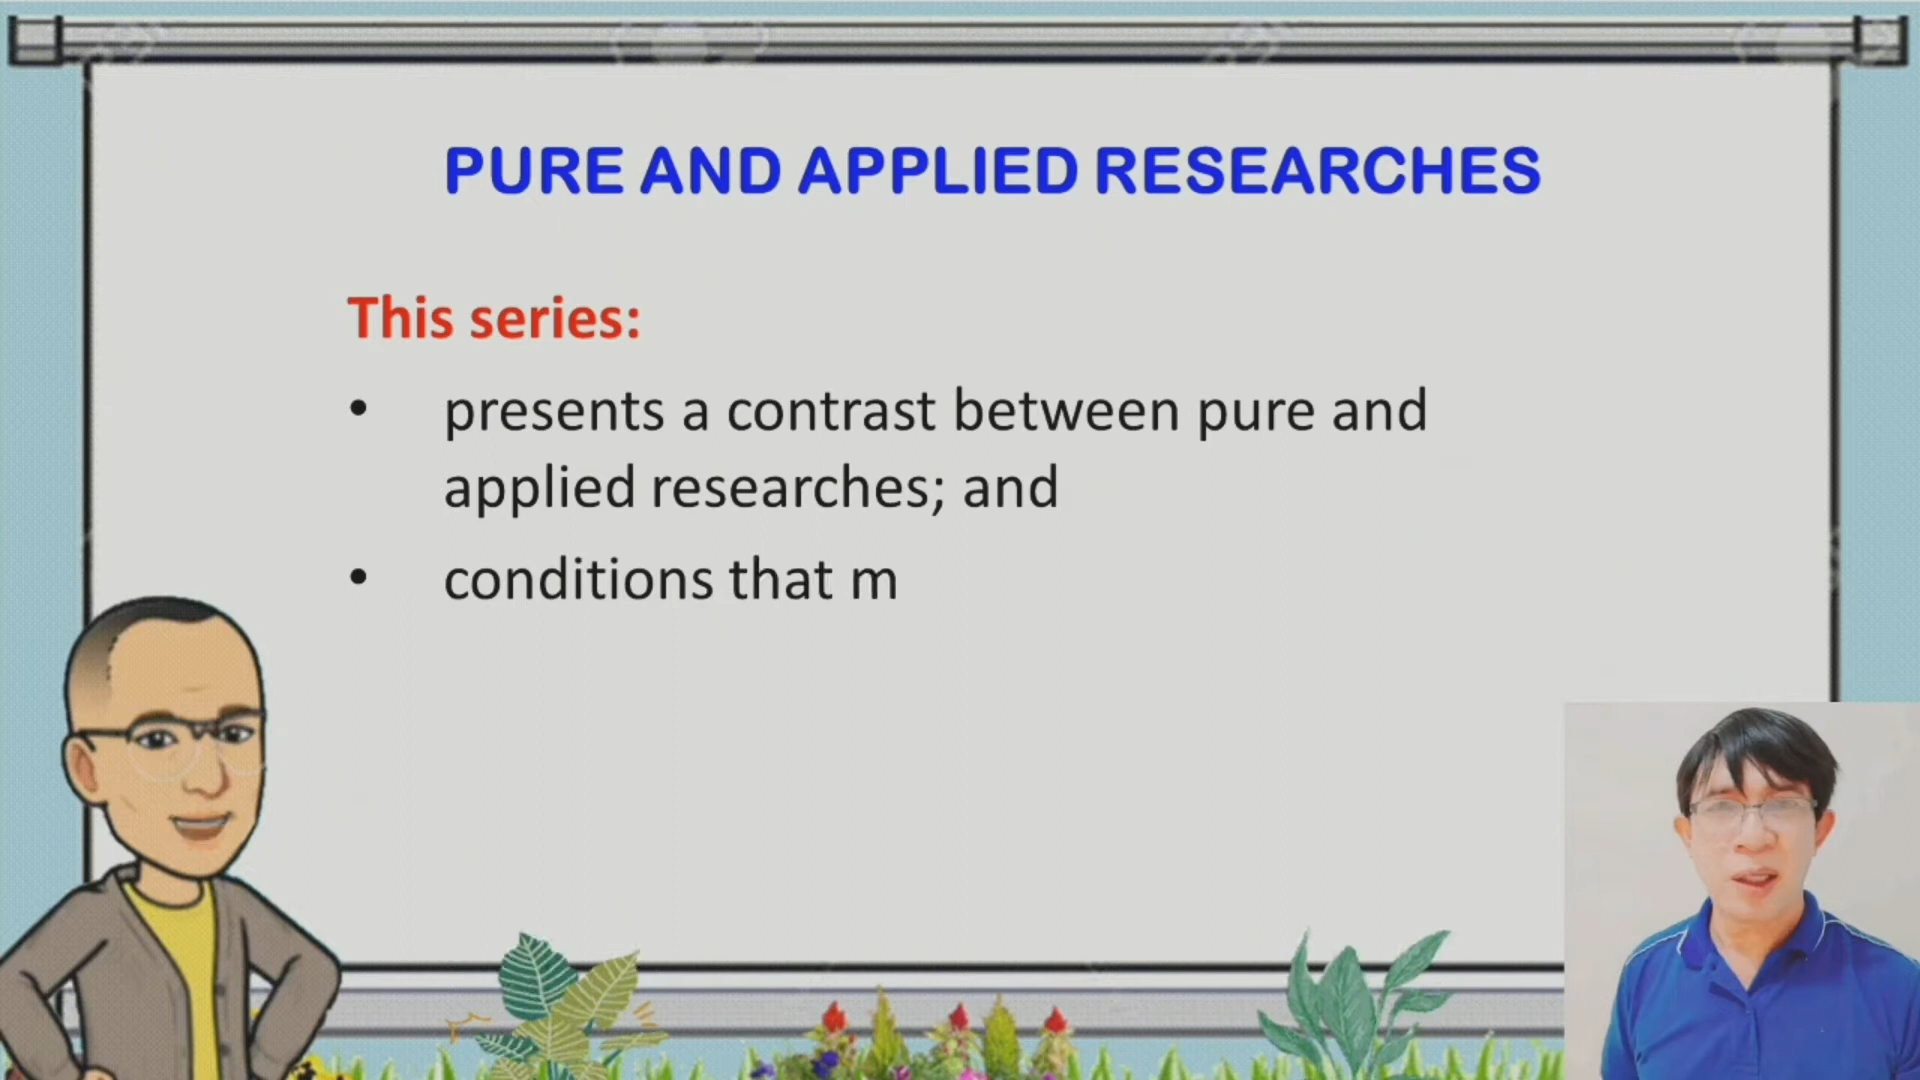 PURE AND APPLIED RESEARCHES
This series:
• presents a contrast between pure and
applied researches; and
• conditions that m